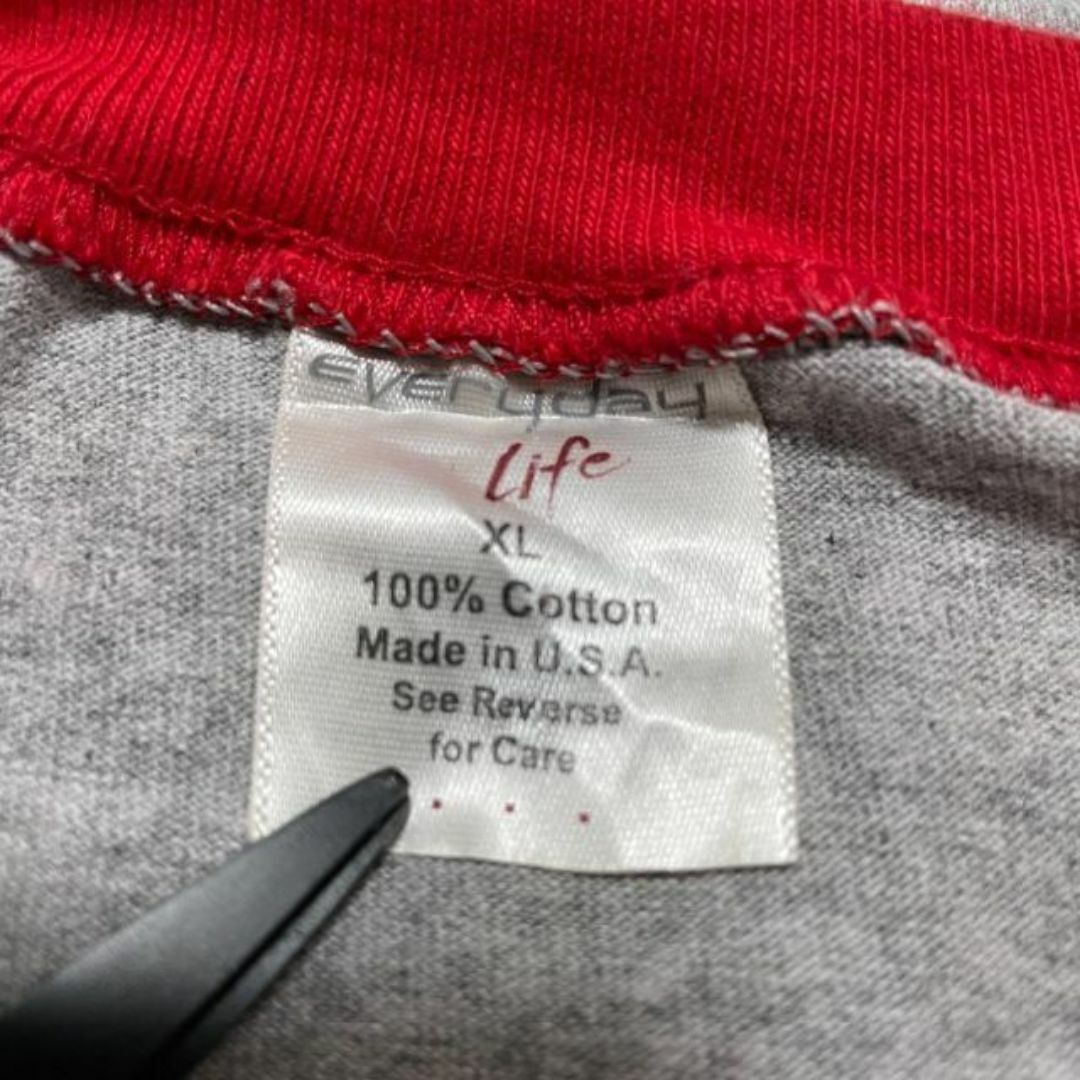 everyday
Life
XL
100% Cotton
Made in U.S.A.
See Reverse
for Care